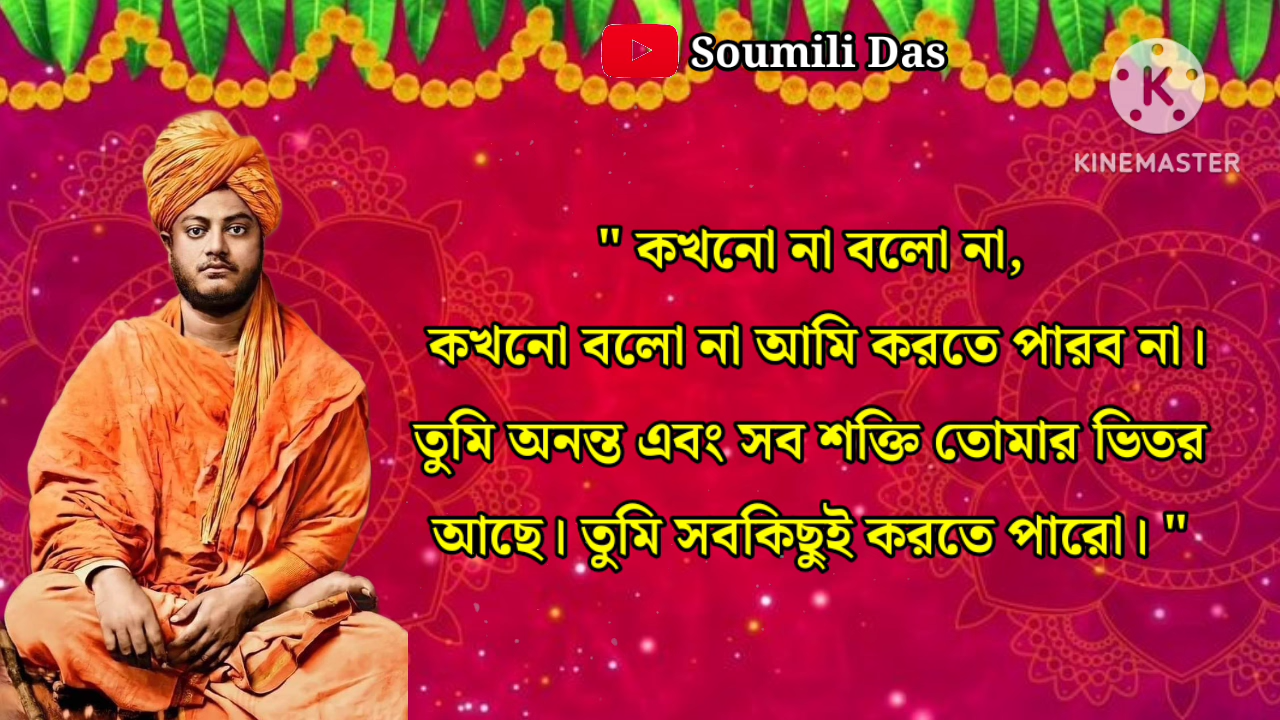 Soumili Das
K
KINEMASTER
" কখনো না বলো না,
কখনো বলো না আমি করতে পারব না।
তুমি অনন্ত এবং সব শক্তি তোমার ভিতর
আছে। তুমি সবকিছুই করতে পারো। "